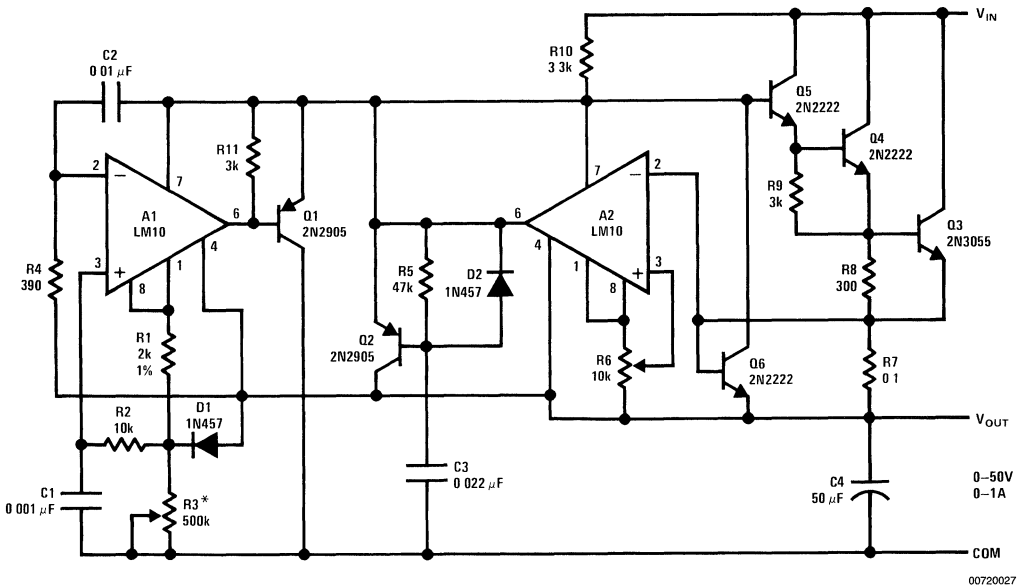 C2
0 01 μF
R10
3 3k
VIN
Q5
2N2222
Q4
2N2222
R9
3k
Q3
2N3055
R8
300
R7
0 1
R11
3k
2
−
7
A1
LM10
6
4
3
+
1
8
Q1
2N2905
R4
390
R1
2k
1%
R5
47k
D2
1N457
Q2
2N2905
7
2
−
6
A2
LM10
4
3
+
1
8
R6
10k
Q6
2N2222
R2
10k
D1
1N457
VOUT
C1
0 001 μF
R3*
500k
C3
0 022 μF
C4
50 μF
0–50V
0–1A
COM
00720027